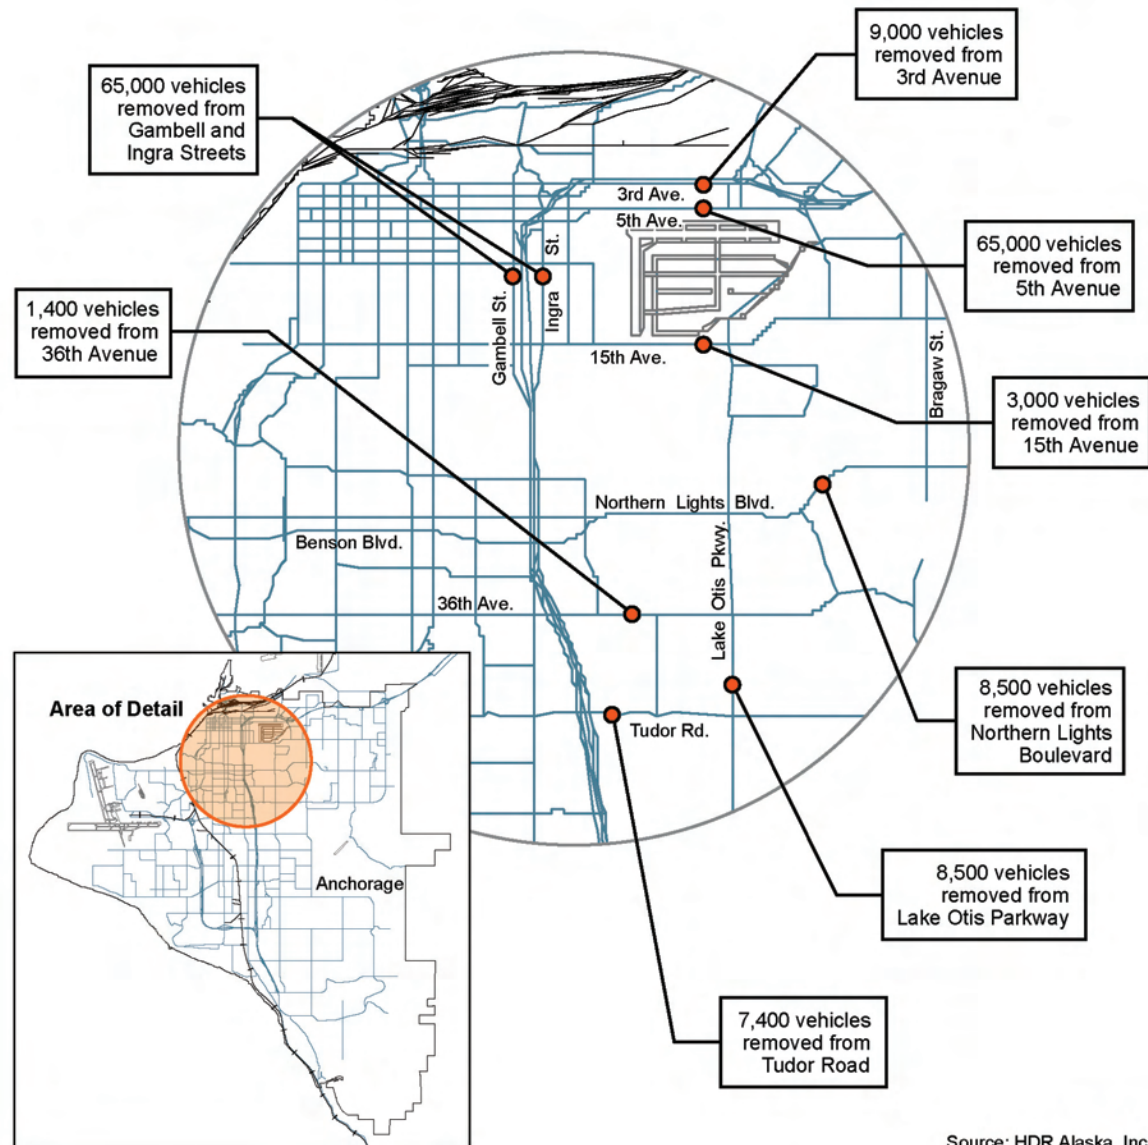 9,000 vehicles
removed from
3rd Avenue
65,000 vehicles
removed from
Gambell and
Ingra Streets
3rd Ave.
5th Ave.
65,000 vehicles
removed from
5th Avenue
1,400 vehicles
removed from
36th Avenue
Gambell St.
Ingra St.
15th Ave.
Bragaw St.
3,000 vehicles
removed from
15th Avenue
Northern Lights Blvd.
Benson Blvd.
Lake Otis Pkwy.
36th Ave.
Area of Detail
Tudor Rd.
8,500 vehicles
removed from
Northern Lights
Boulevard
Anchorage
8,500 vehicles
removed from
Lake Otis Parkway
7,400 vehicles
removed from
Tudor Road
Source: HDR Alaska, Inc